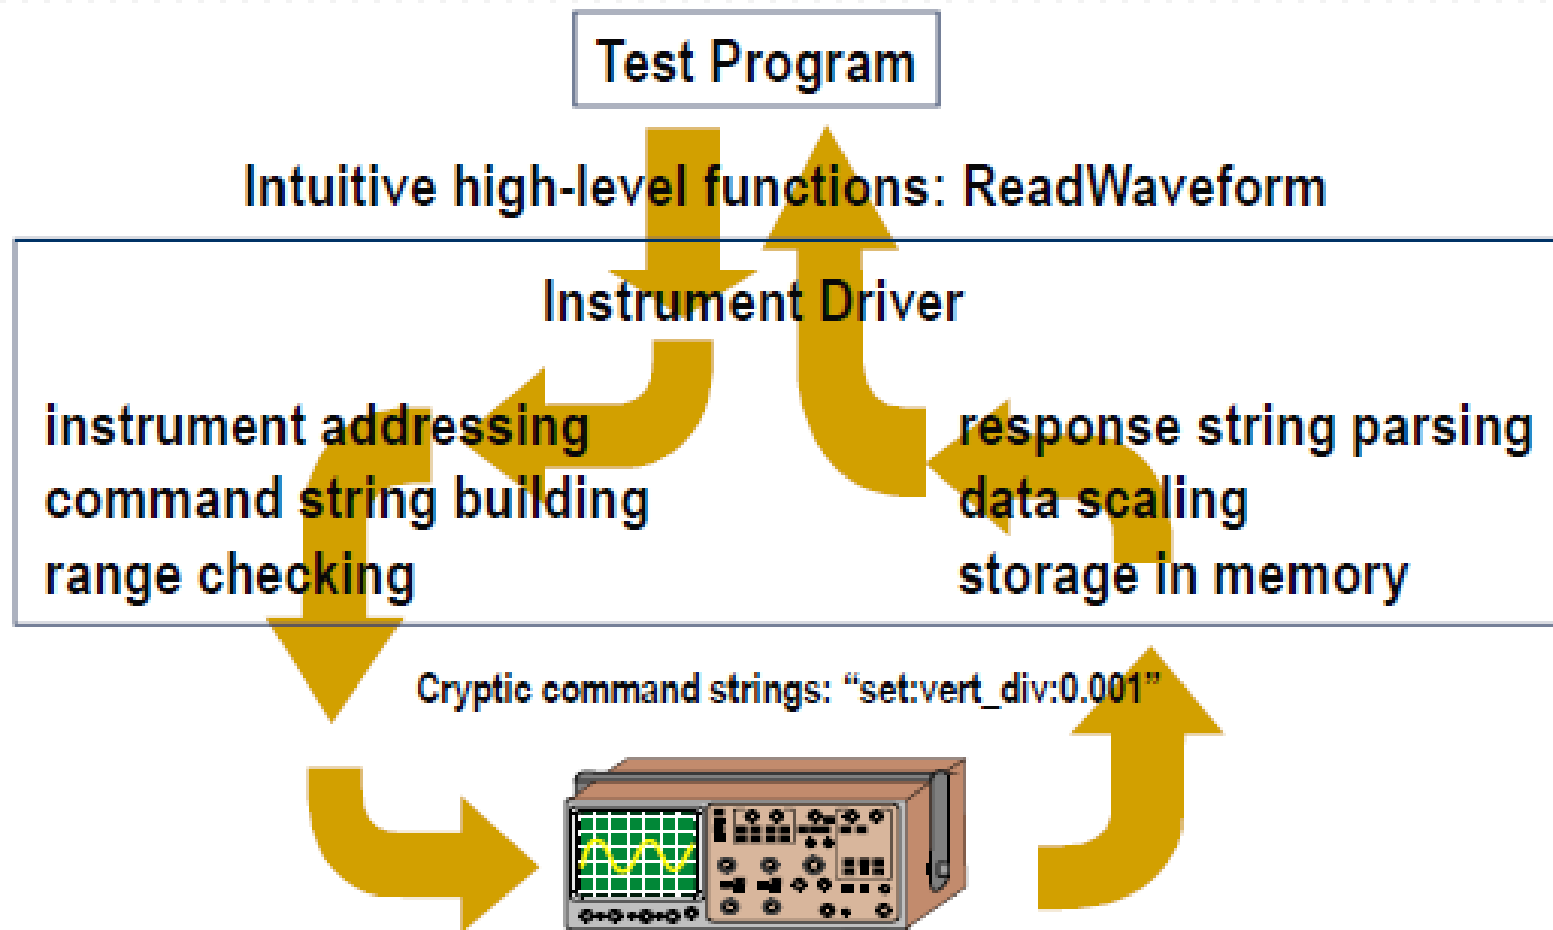 Test Program
Intuitive high-level functions: ReadWaveform
Instrument Driver
instrument addressing
command string building
range checking
response string parsing
data scaling
storage in memory
Cryptic command strings: “set:vert_div:0.001”